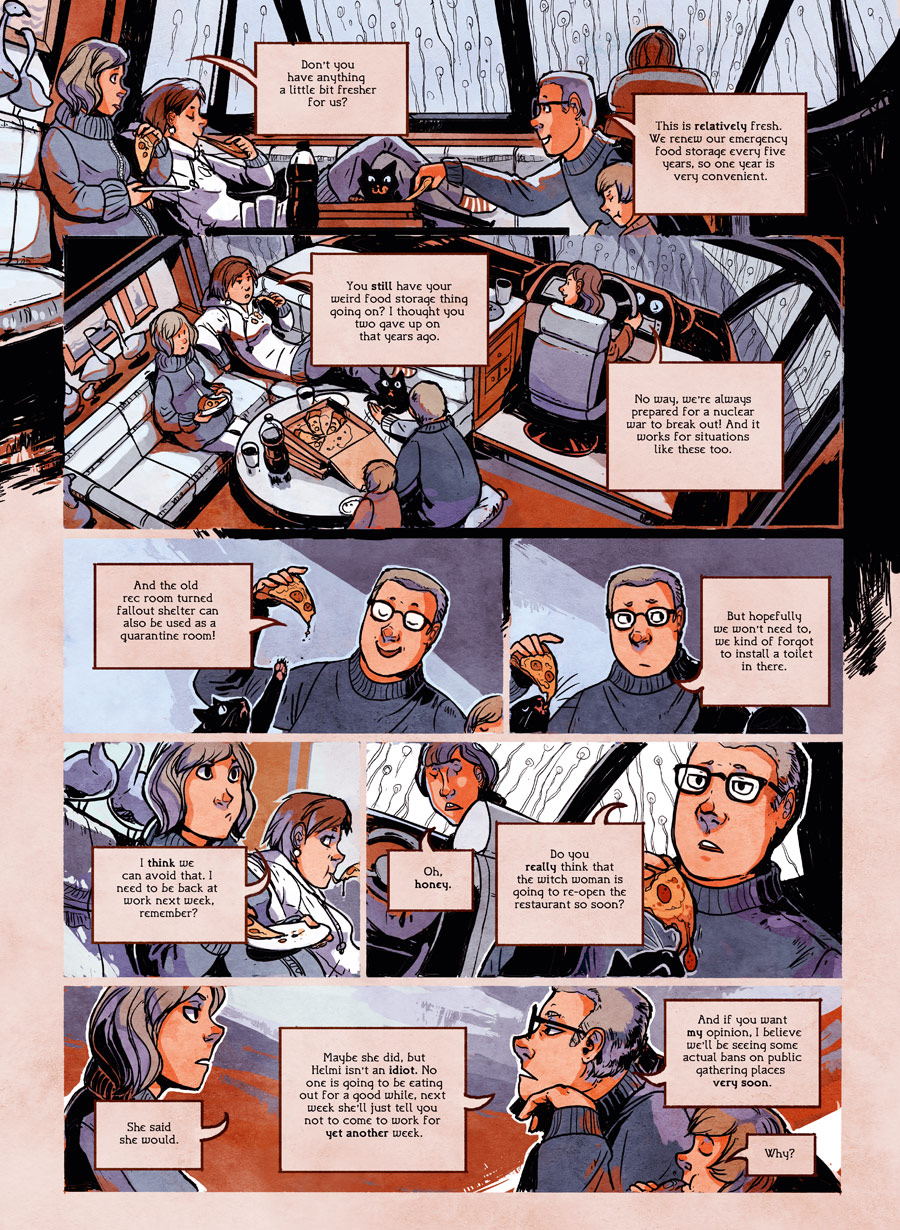 Don't you
have anything
a little bit fresher
for us?
This is relatively fresh.
We renew our emergency
food storage every five
years, so one year is
very convenient.
You still have your
weird food storage thing
going on? I thought you
two gave up on
that years ago.
No way, we're always
prepared for a nuclear
war to break out! And it
works for situations
like these too.
And the old
rec room turned
fallout shelter can
also be used as a
quarantine room!
But hopefully
we won't need to,
we kind of forgot
to install a toilet
in there.
I think we
can avoid that. I
need to be back at
work next week,
remember?
Oh,
honey.
Do you
really think that
the witch woman is
going to re-open the
restaurant so soon?
She said
she would.
Maybe she did, but
Helmi isn't an idiot. No
one is going to be eating
out for a good while, next
week she'll just tell you
not to come to work for
yet another week.
And if you want
my opinion, I believe
we'll be seeing some
actual bans on public
gathering places
very soon.
Why?